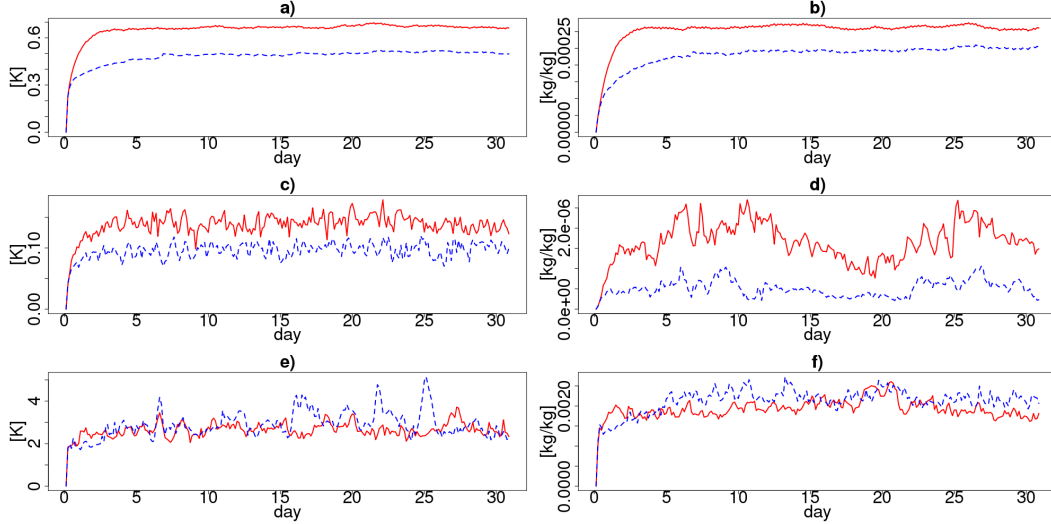 a)
[K]
0.0 0.3 0.6
0 5 10 15 20 25 30
day
b)
[kg/kg]
0.00000 0.00025
0 5 10 15 20 25 30
day
c)
[K]
0.00 0.10
0 5 10 15 20 25 30
day
d)
[kg/kg]
0.0e+00 2.0e-06
0 5 10 15 20 25 30
day
e)
[K]
0 2 4
0 5 10 15 20 25 30
day
f)
[kg/kg]
0.0000 0.0020
0 5 10 15 20 25 30
day